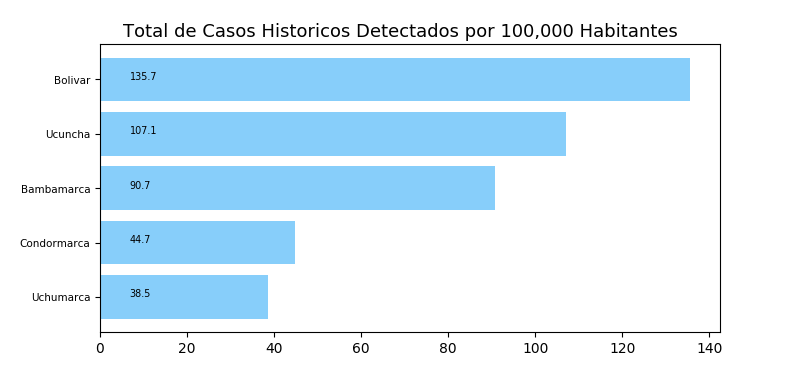 Total de Casos Historicos Detectados por 100,000 Habitantes
Bolivar 135.7
Ucuncha 107.1
Bambamarca 90.7
Condormarca 44.7
Uchumarca 38.5
0 20 40 60 80 100 120 140